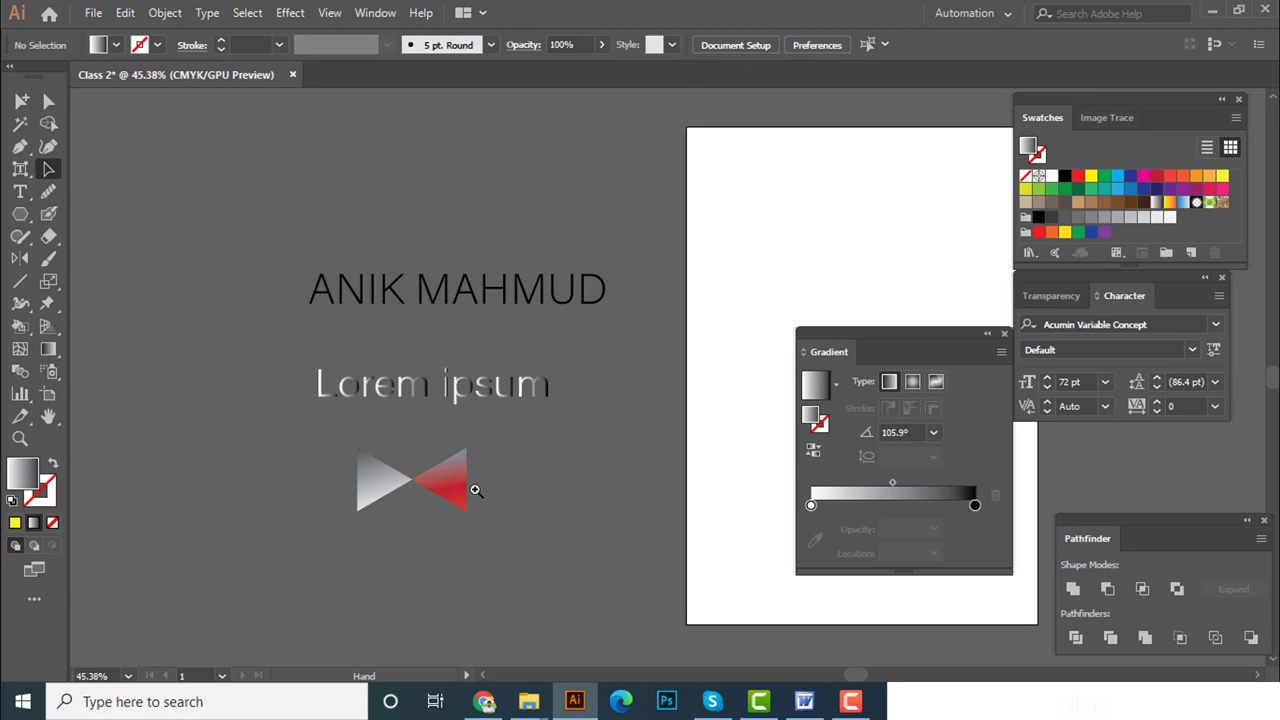 Ai File Edit Object Type Select Effect View Window Help Automation Search Adobe Help
No Selection Stroke: 5 pt. Round Opacity: 100% Style: Document Setup Preferences
Class 2* @ 45.38% (CMYK/GPU Preview)
Swatches Image Trace
ANIK MAHMUD
Lorem ipsum
Transparency Character
Acumin Variable Concept
Default
72 pt (86.4 pt)
Auto 0
Gradient
Type:
Stroke:
105.9°
Opacity:
Location:
Pathfinder
Shape Modes:
Expand
Pathfinders:
45.38% 1 Hand
Type here to search